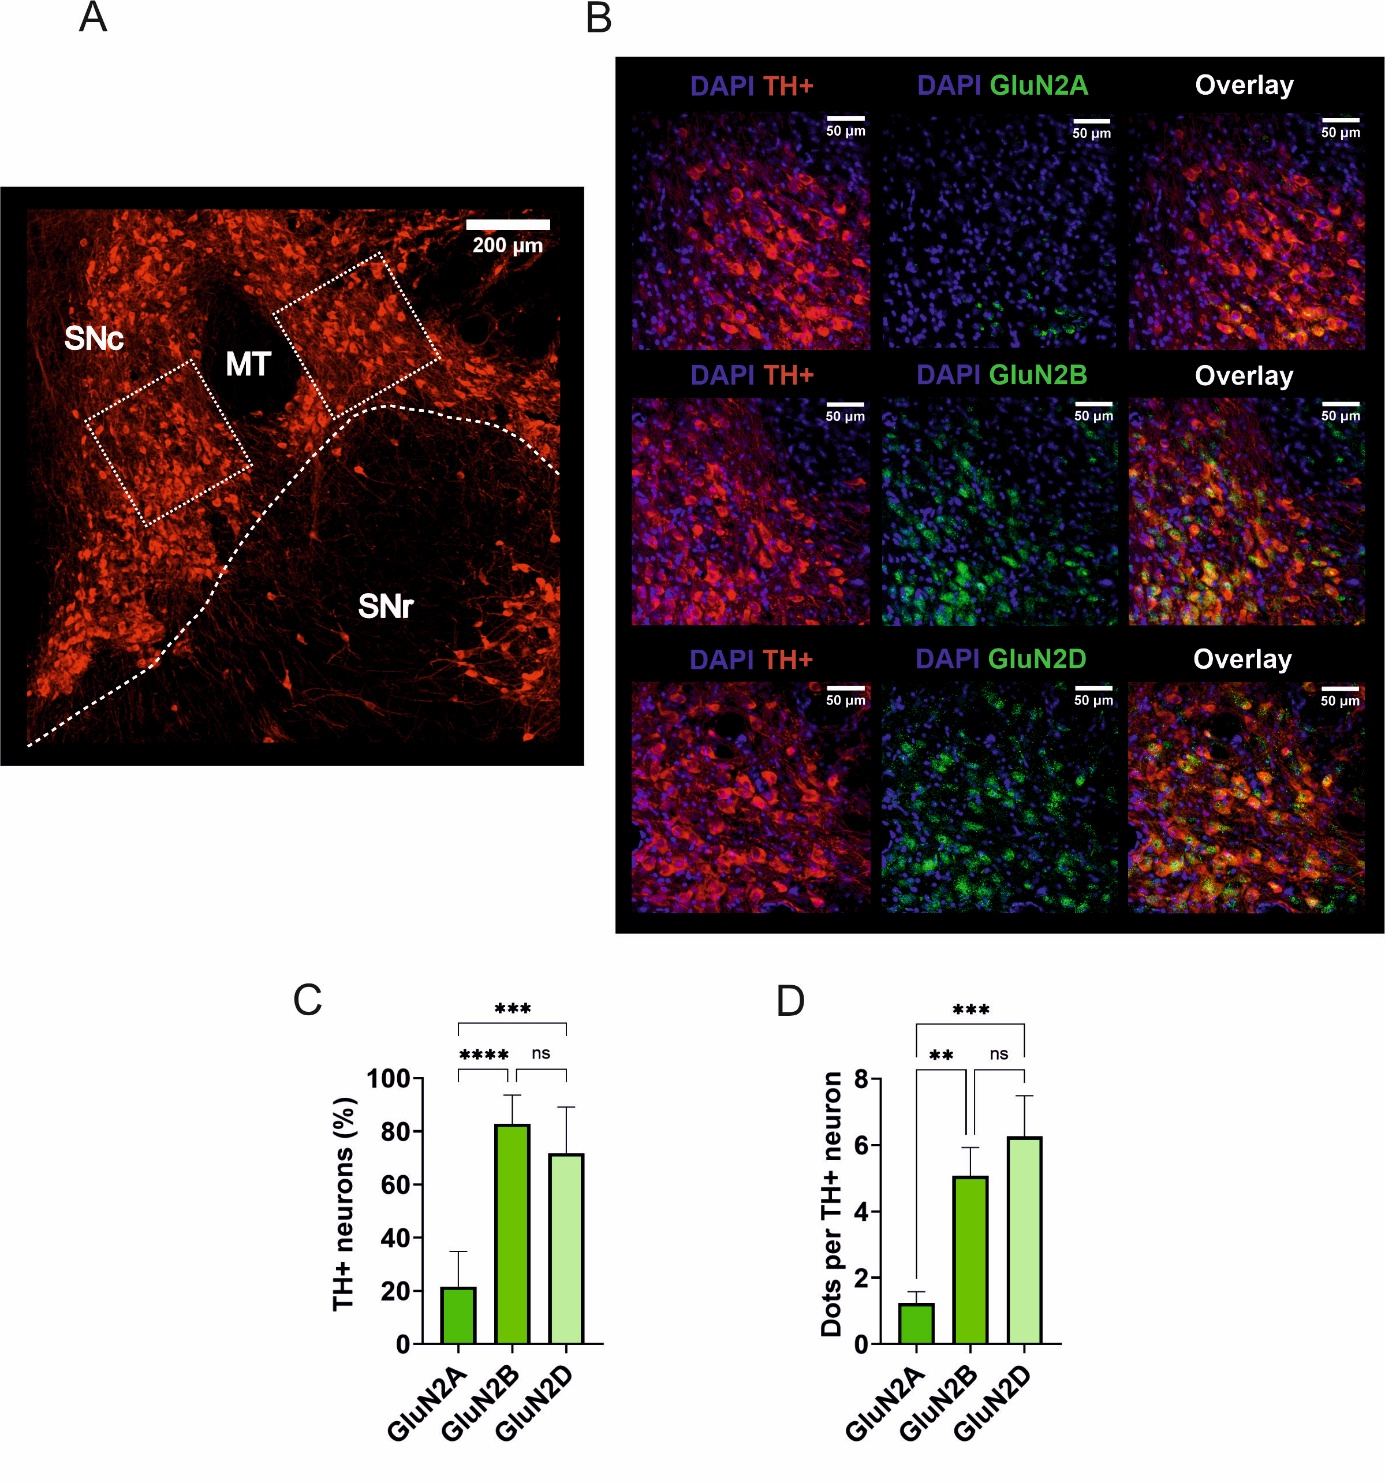 A
B
SNc
MT
SNr
200 µm
DAPI TH+ DAPI GluN2A Overlay
50 µm 50 µm 50 µm
DAPI TH+ DAPI GluN2B Overlay
50 µm 50 µm 50 µm
DAPI TH+ DAPI GluN2D Overlay
50 µm 50 µm 50 µm
C
***
**** ns
TH+ neurons (%)
100
80
60
40
20
0
GluN2A
GluN2B
GluN2D
D
***
** ns
Dots per TH+ neuron
8
6
4
2
0
GluN2A
GluN2B
GluN2D